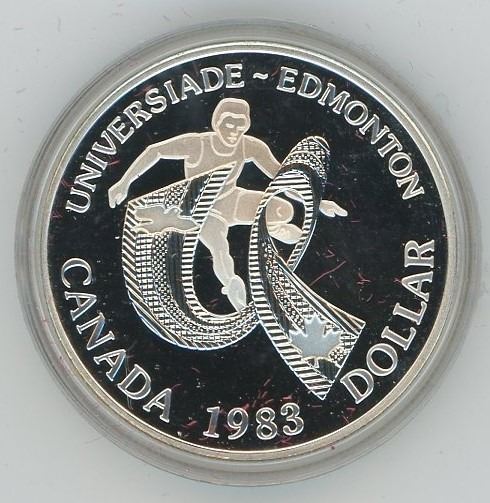 UNIVERSIADE ~ EDMONTON
CANADA 1983 DOLLAR